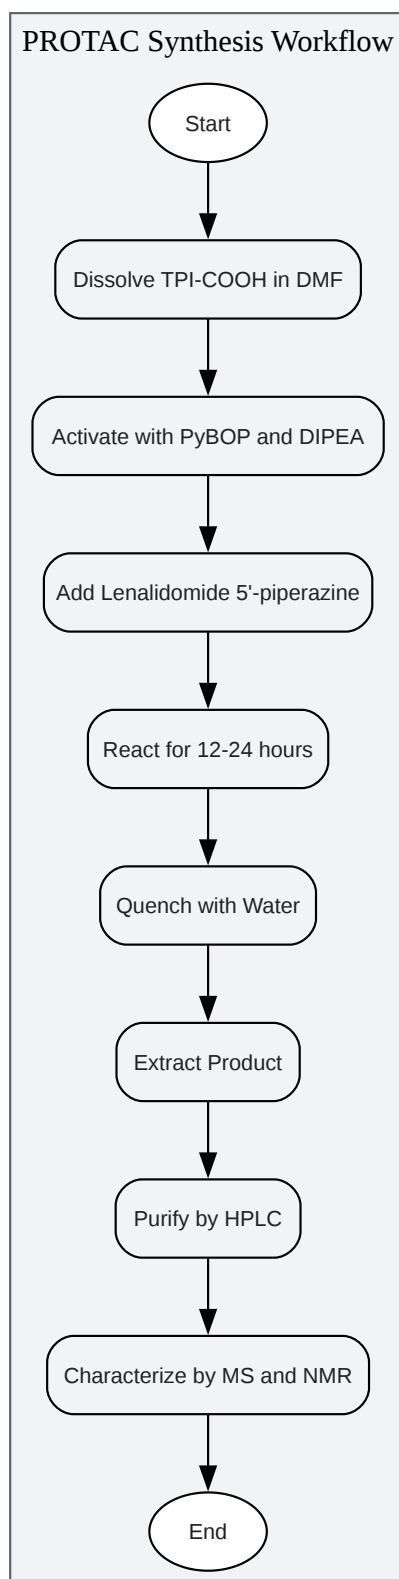 PROTAC Synthesis Workflow
Start
Dissolve TPI-COOH in DMF
Activate with PyBOP and DIPEA
Add Lenalidomide 5'-piperazine
React for 12-24 hours
Quench with Water
Extract Product
Purify by HPLC
Characterize by MS and NMR
End